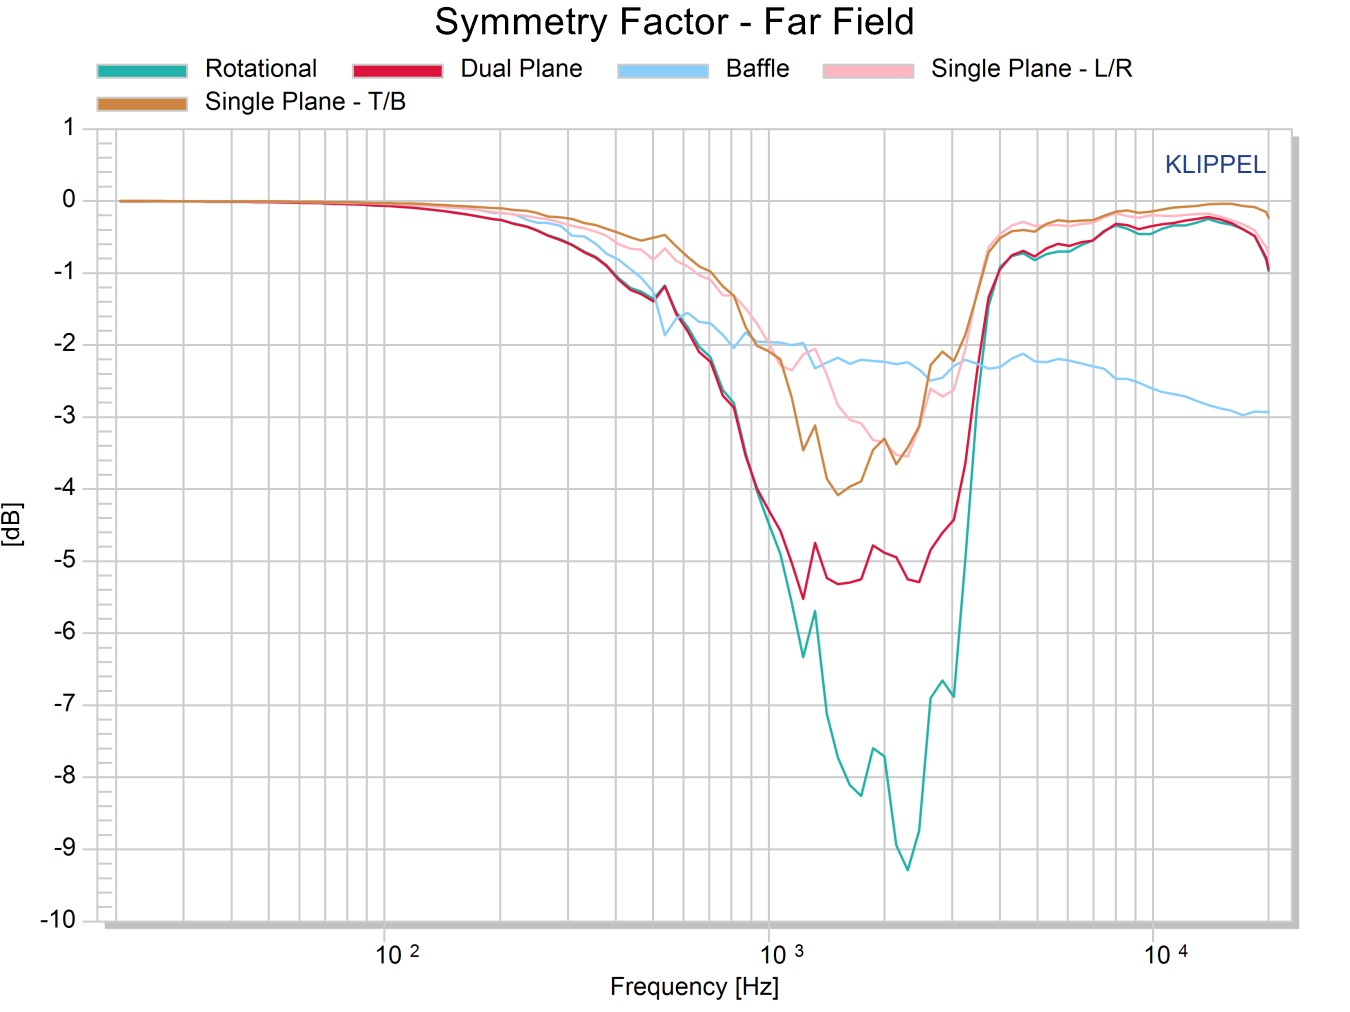 Symmetry Factor - Far Field
Rotational Dual Plane Baffle Single Plane - L/R
Single Plane - T/B
KLIPPEL
1
0
-1
-2
-3
-4
-5
-6
-7
-8
-9
-10
[dB]
10 2 10 3 10 4
Frequency [Hz]